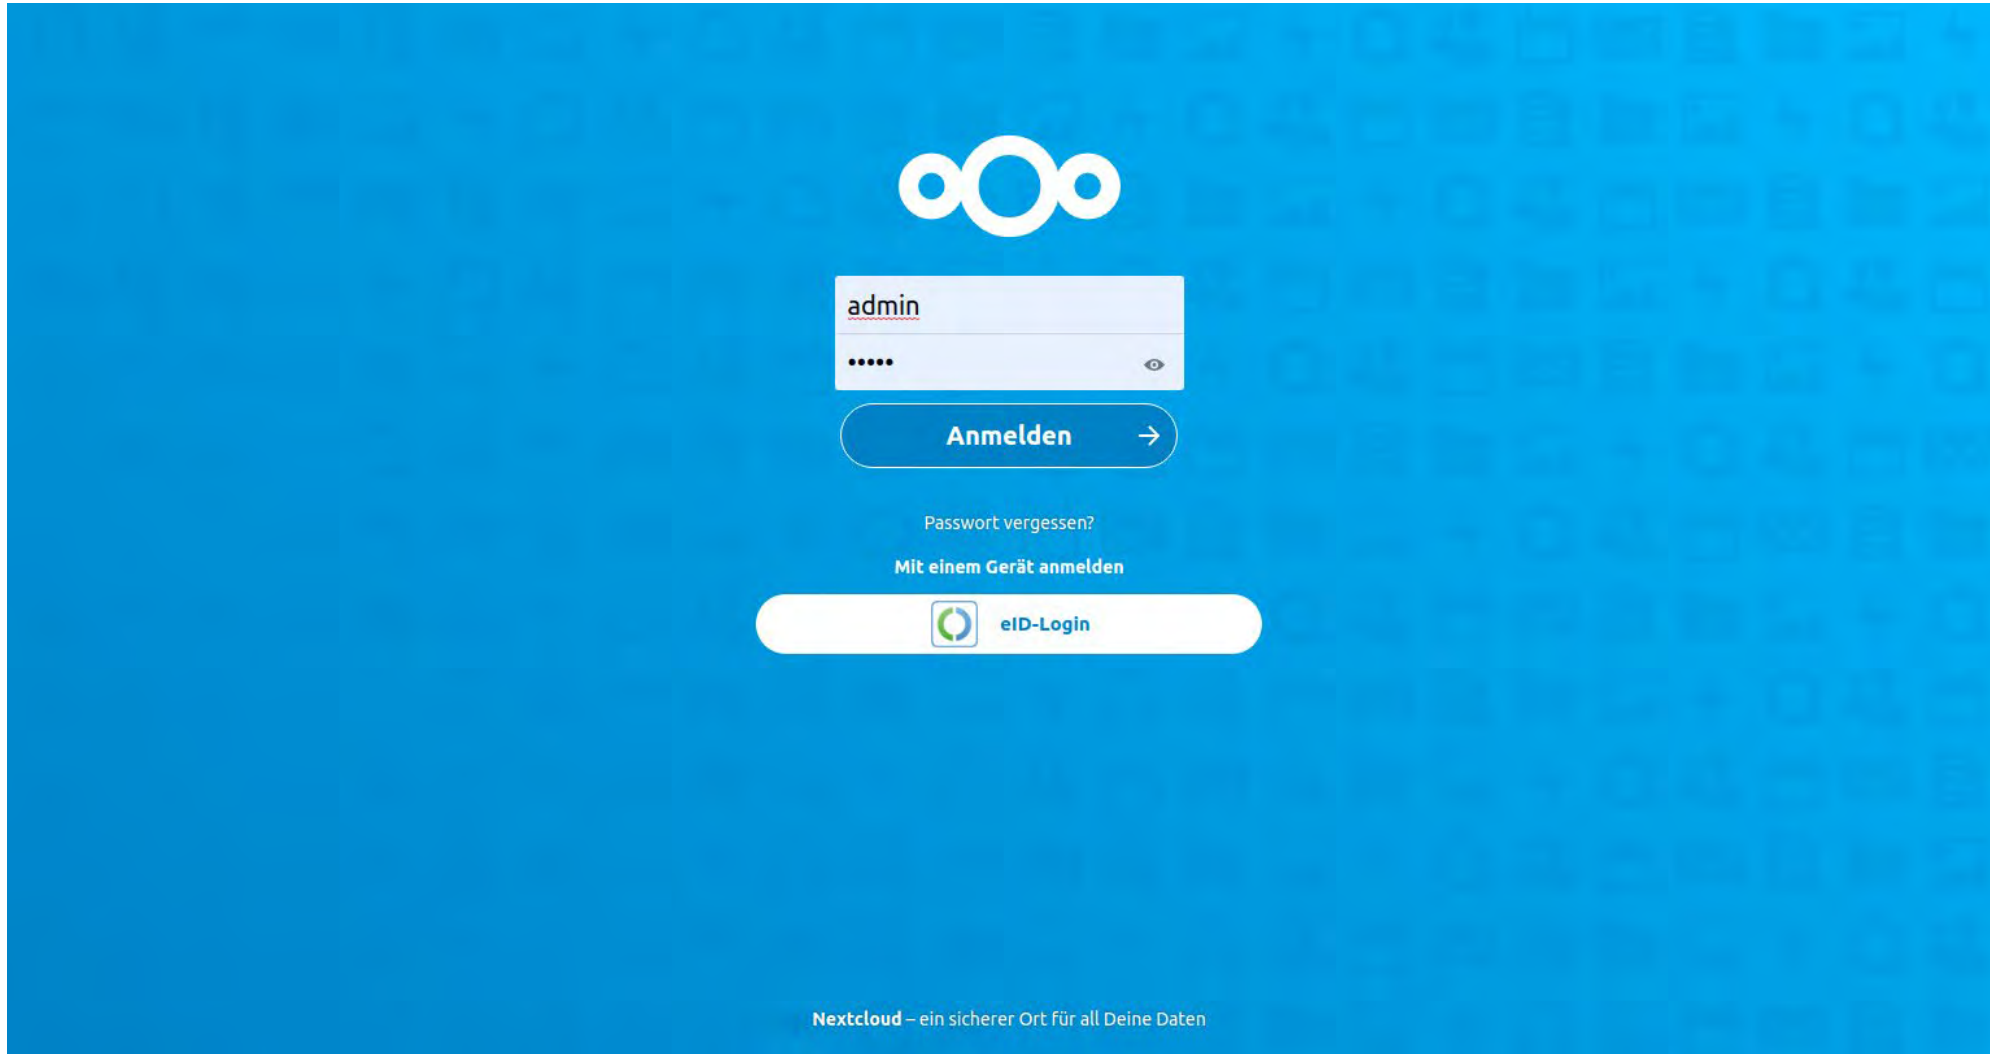 admin
•••••
Anmelden
Passwort vergessen?
Mit einem Gerät anmelden
eID-Login
Nextcloud – ein sicherer Ort für all Deine Daten